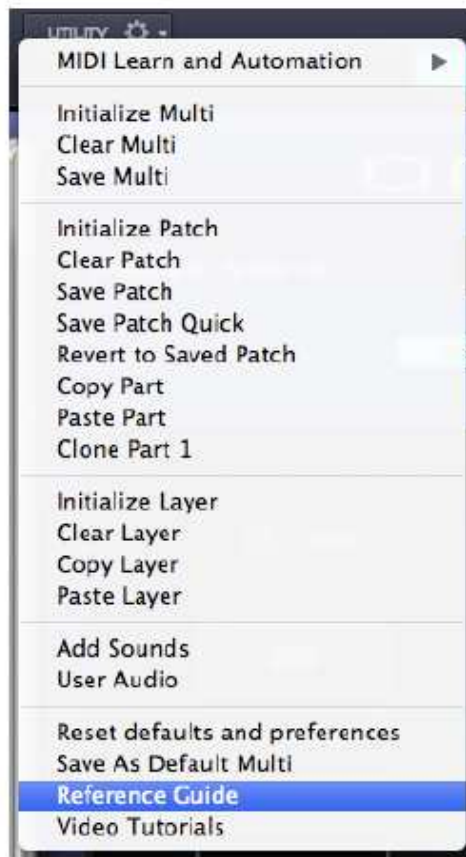 UTILITY
MIDI Learn and Automation
Initialize Multi
Clear Multi
Save Multi
Initialize Patch
Clear Patch
Save Patch
Save Patch Quick
Revert to Saved Patch
Copy Part
Paste Part
Clone Part 1
Initialize Layer
Clear Layer
Copy Layer
Paste Layer
Add Sounds
User Audio
Reset defaults and preferences
Save As Default Multi
Reference Guide
Video Tutorials